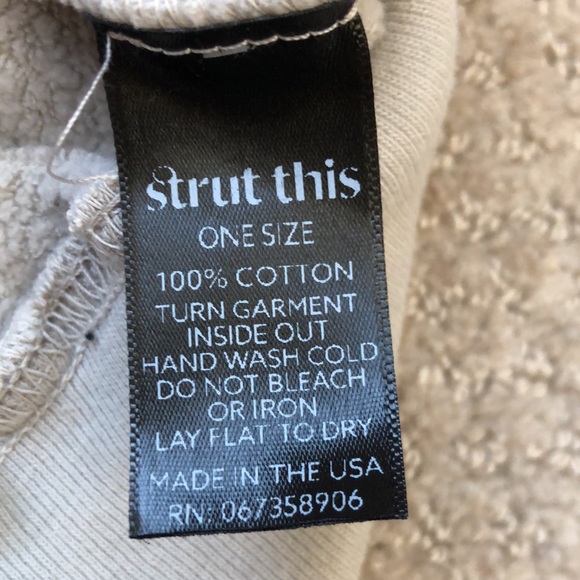 strut this
ONE SIZE
100% COTTON
TURN GARMENT
INSIDE OUT
HAND WASH COLD
DO NOT BLEACH
OR IRON
LAY FLAT TO DRY
MADE IN THE USA
RN: 067358906